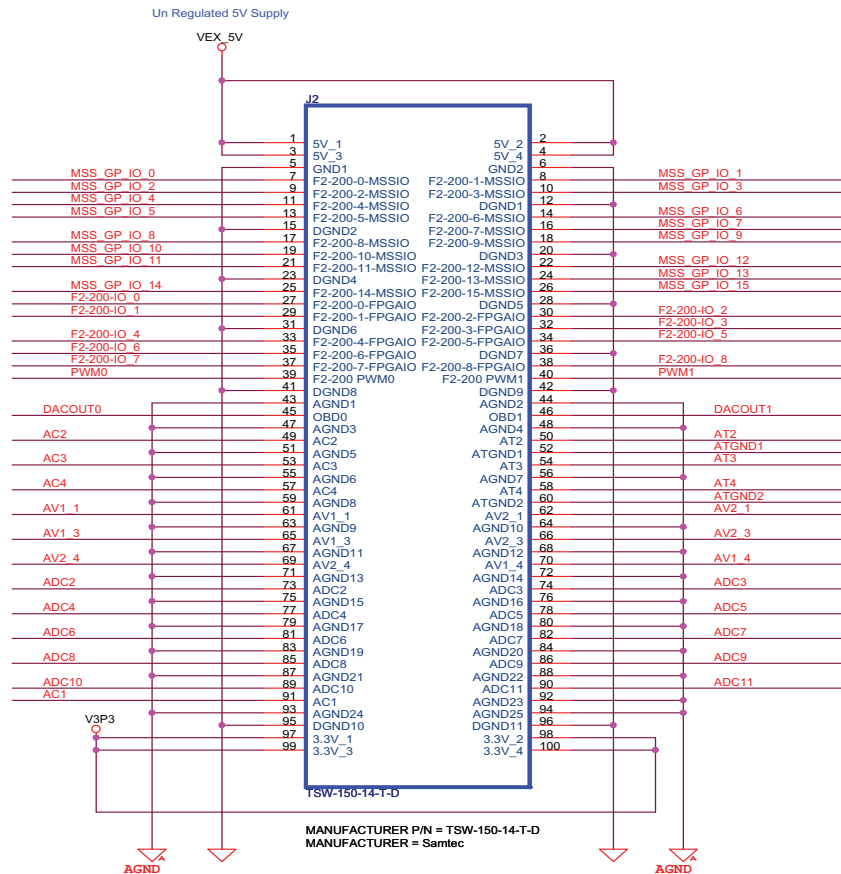 Un Regulated 5V Supply
VEX_5V
J2
1 5V_1 5V_2 2
3 5V_3 5V_4 4
5 GND1 GND2 6
MSS_GP_IO_0 7 F2-200-0-MSSIO F2-200-1-MSSIO 8 MSS_GP_IO_1
MSS_GP_IO_2 9 F2-200-2-MSSIO F2-200-3-MSSIO 10 MSS_GP_IO_3
MSS_GP_IO_4 11 F2-200-4-MSSIO DGND1 12
MSS_GP_IO_5 13 F2-200-5-MSSIO F2-200-6-MSSIO 14 MSS_GP_IO_6
15 DGND2 F2-200-7-MSSIO 16 MSS_GP_IO_7
MSS_GP_IO_8 17 F2-200-8-MSSIO F2-200-9-MSSIO 18 MSS_GP_IO_9
MSS_GP_IO_10 19 F2-200-10-MSSIO DGND3 20
MSS_GP_IO_11 21 F2-200-11-MSSIO F2-200-12-MSSIO 22 MSS_GP_IO_12
23 DGND4 F2-200-13-MSSIO 24 MSS_GP_IO_13
MSS_GP_IO_14 25 F2-200-14-MSSIO F2-200-15-MSSIO 26 MSS_GP_IO_15
F2-200-IO_0 27 F2-200-0-FPGAIO DGND5 28
F2-200-IO_1 29 F2-200-1-FPGAIO F2-200-2-FPGAIO 30 F2-200-IO_2
31 DGND6 F2-200-3-FPGAIO 32 F2-200-IO_3
F2-200-IO_4 33 F2-200-4-FPGAIO F2-200-5-FPGAIO 34 F2-200-IO_5
F2-200-IO_6 35 F2-200-6-FPGAIO DGND7 36
F2-200-IO_7 37 F2-200-7-FPGAIO F2-200-8-FPGAIO 38 F2-200-IO_8
PWM0 39 F2-200 PWM0 F2-200 PWM1 40 PWM1
41 DGND8 DGND9 42
43 AGND1 AGND2 44
DACOUT0 45 OBD0 OBD1 46 DACOUT1
47 AGND3 AGND4 48
AC2 49 AC2 AT2 50 AT2
51 AGND5 ATGND1 52 ATGND1
AC3 53 AC3 AT3 54 AT3
55 AGND6 AGND7 56
AC4 57 AC4 AT4 58 AT4
59 AGND8 ATGND2 60 ATGND2
AV1_1 61 AV1_1 AV2_1 62 AV2_1
63 AGND9 AGND10 64
AV1_3 65 AV1_3 AV2_3 66 AV2_3
67 AGND11 AGND12 68
AV2_4 69 AV2_4 AV1_4 70 AV1_4
71 AGND13 AGND14 72
ADC2 73 ADC2 ADC3 74 ADC3
75 AGND15 AGND16 76
ADC4 77 ADC4 ADC5 78 ADC5
79 AGND17 AGND18 80
ADC6 81 ADC6 ADC7 82 ADC7
83 AGND19 AGND20 84
ADC8 85 ADC8 ADC9 86 ADC9
87 AGND21 AGND22 88
ADC10 89 ADC10 ADC11 90 ADC11
AC1 91 AC1 AGND23 92
93 AGND24 AGND25 94
95 DGND10 DGND11 96
V3P3
97 3.3V_1 3.3V_2 98
99 3.3V_3 3.3V_4 100
TSW-150-14-T-D
MANUFACTURER P/N = TSW-150-14-T-D
MANUFACTURER = Samtec
AGND A
AGND A